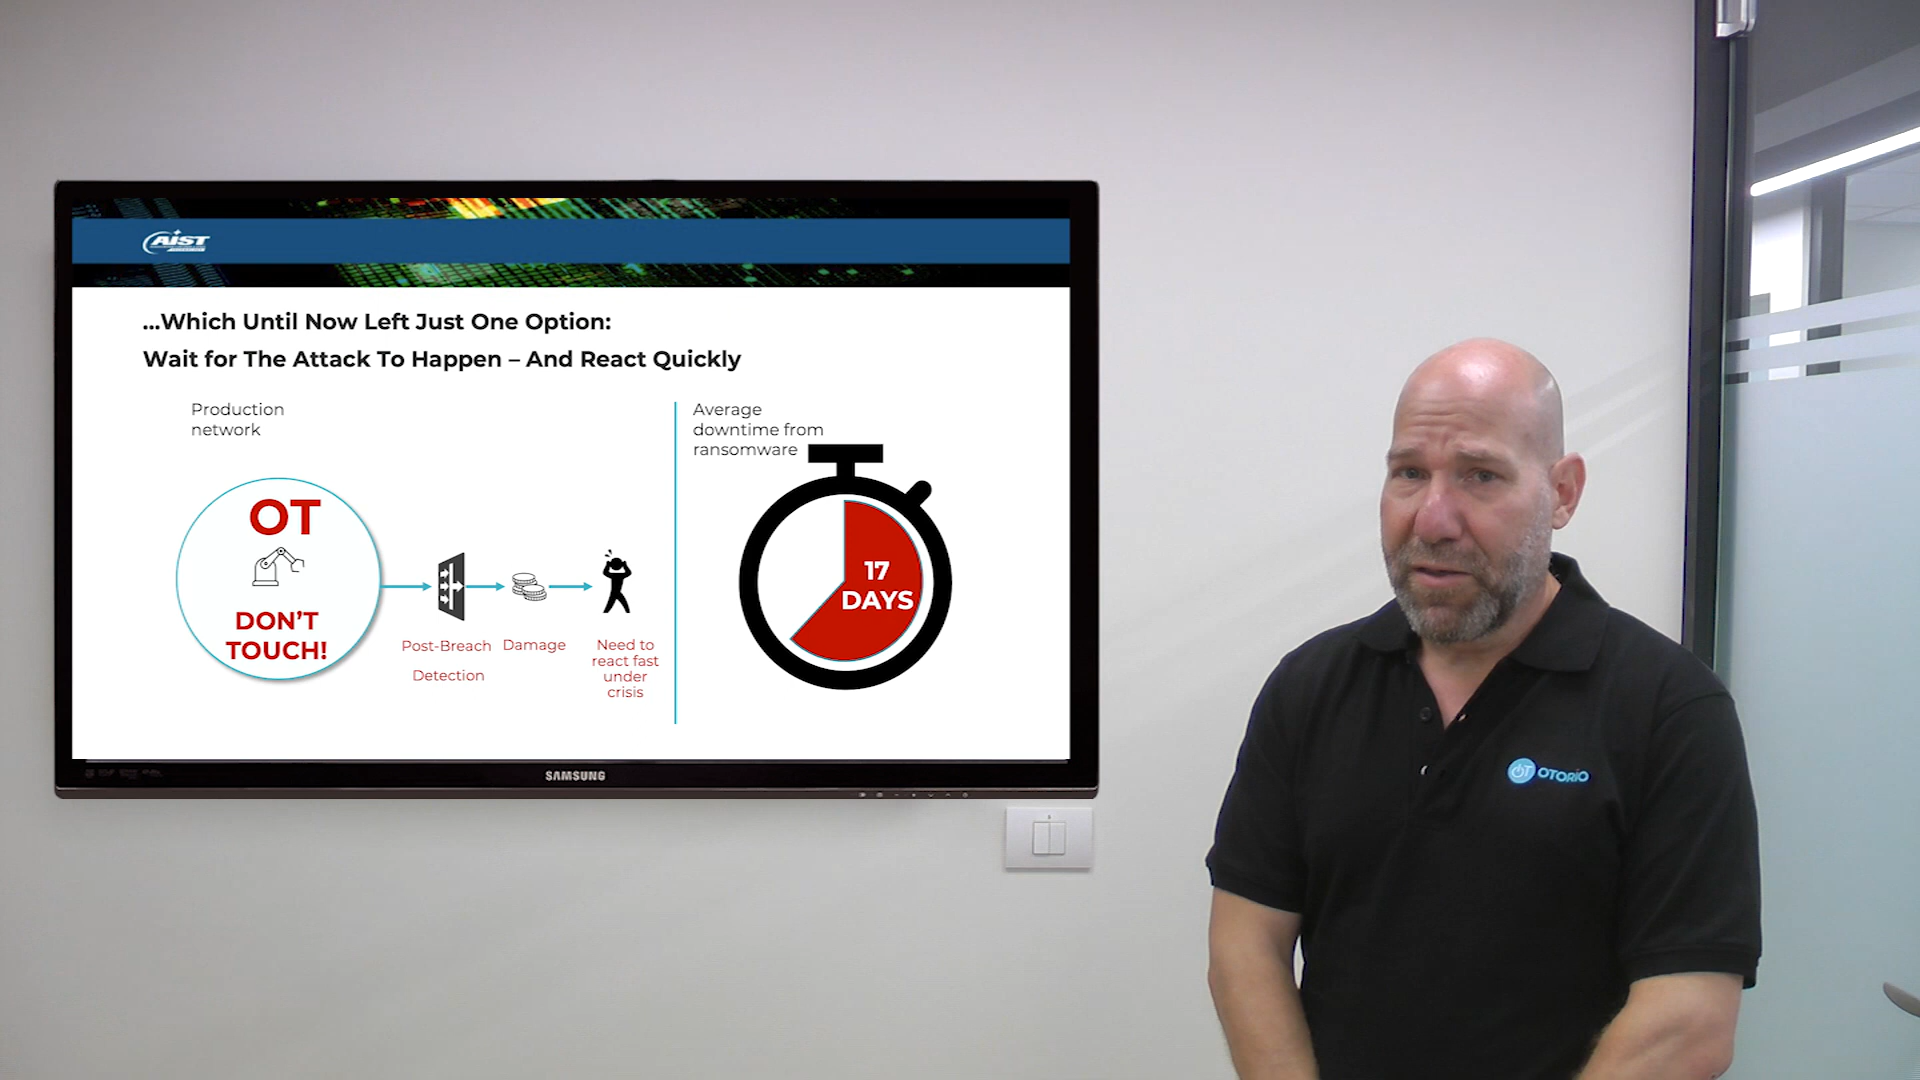 AIST
...Which Until Now Left Just One Option:
Wait for The Attack To Happen – And React Quickly
Production
network
OT
DON'T
TOUCH!
Post-Breach
Detection
Damage
Need to
react fast
under
crisis
Average
downtime from
ransomware
17
DAYS
SAMSUNG
OT OTORIO